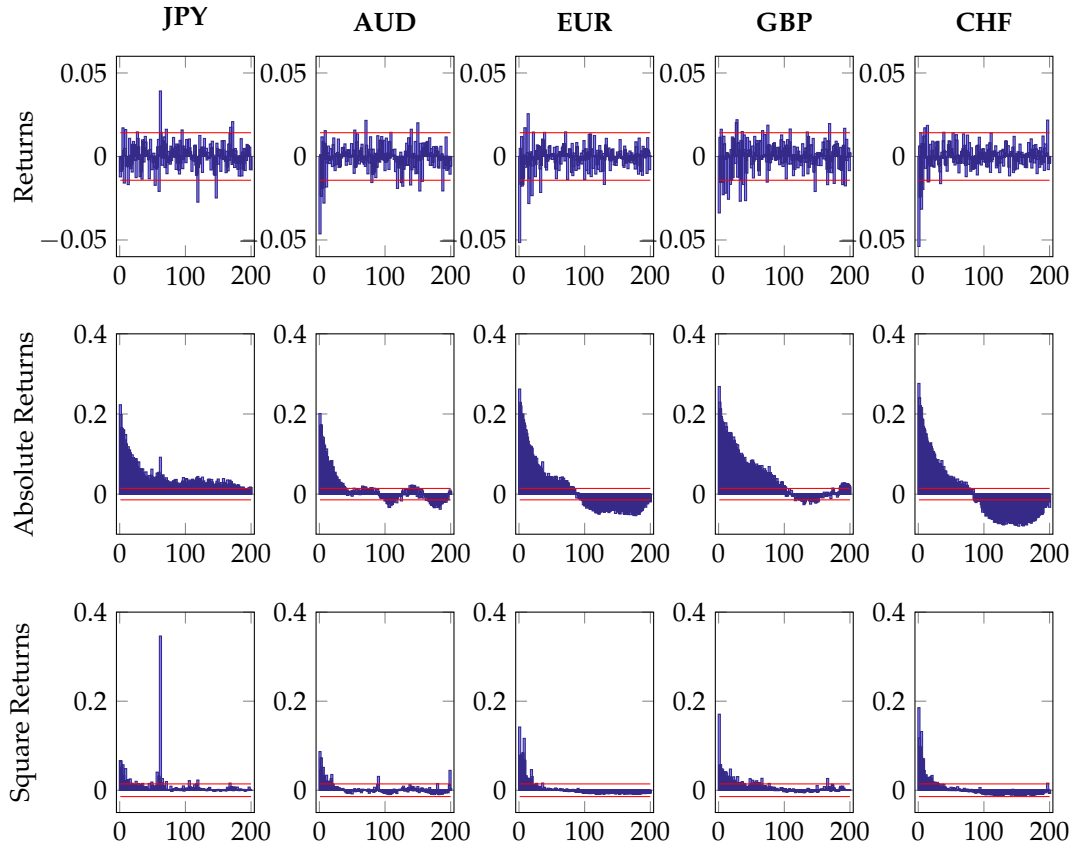 JPY AUD EUR GBP CHF
Returns
0.05 0.05 0.05 0.05 0.05
0 0 0 0 0
−0.05 −0.05 −0.05 −0.05 −0.05
0 100 200 0 100 200 0 100 200 0 100 200 0 100 200
Absolute Returns
0.4 0.4 0.4 0.4 0.4
0.2 0.2 0.2 0.2 0.2
0 0 0 0 0
0 100 200 0 100 200 0 100 200 0 100 200 0 100 200
Square Returns
0.4 0.4 0.4 0.4 0.4
0.2 0.2 0.2 0.2 0.2
0 0 0 0 0
0 100 200 0 100 200 0 100 200 0 100 200 0 100 200